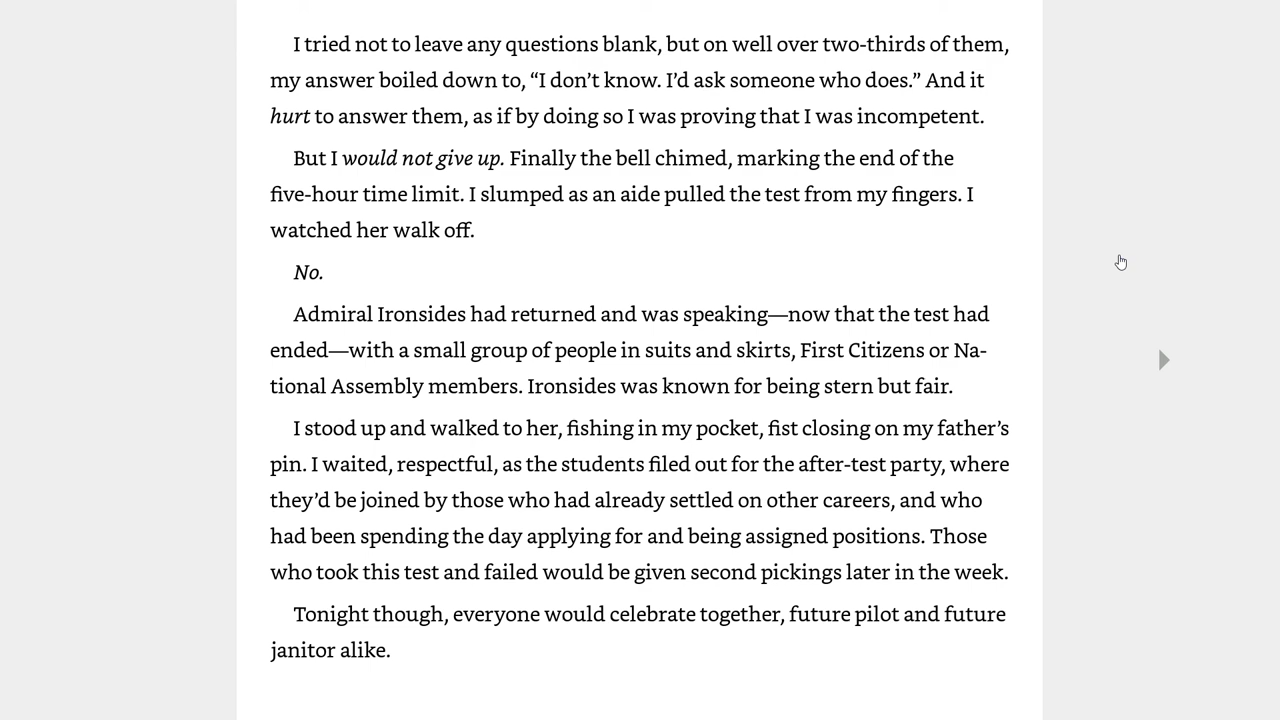 I tried not to leave any questions blank, but on well over two-thirds of them,
my answer boiled down to, “I don’t know. I’d ask someone who does.” And it
hurt to answer them, as if by doing so I was proving that I was incompetent.
But I would not give up. Finally the bell chimed, marking the end of the
five-hour time limit. I slumped as an aide pulled the test from my fingers. I
watched her walk off.
No.
Admiral Ironsides had returned and was speaking—now that the test had
ended—with a small group of people in suits and skirts, First Citizens or Na-
tional Assembly members. Ironsides was known for being stern but fair.
I stood up and walked to her, fishing in my pocket, fist closing on my father’s
pin. I waited, respectful, as the students filed out for the after-test party, where
they’d be joined by those who had already settled on other careers, and who
had been spending the day applying for and being assigned positions. Those
who took this test and failed would be given second pickings later in the week.
Tonight though, everyone would celebrate together, future pilot and future
janitor alike.